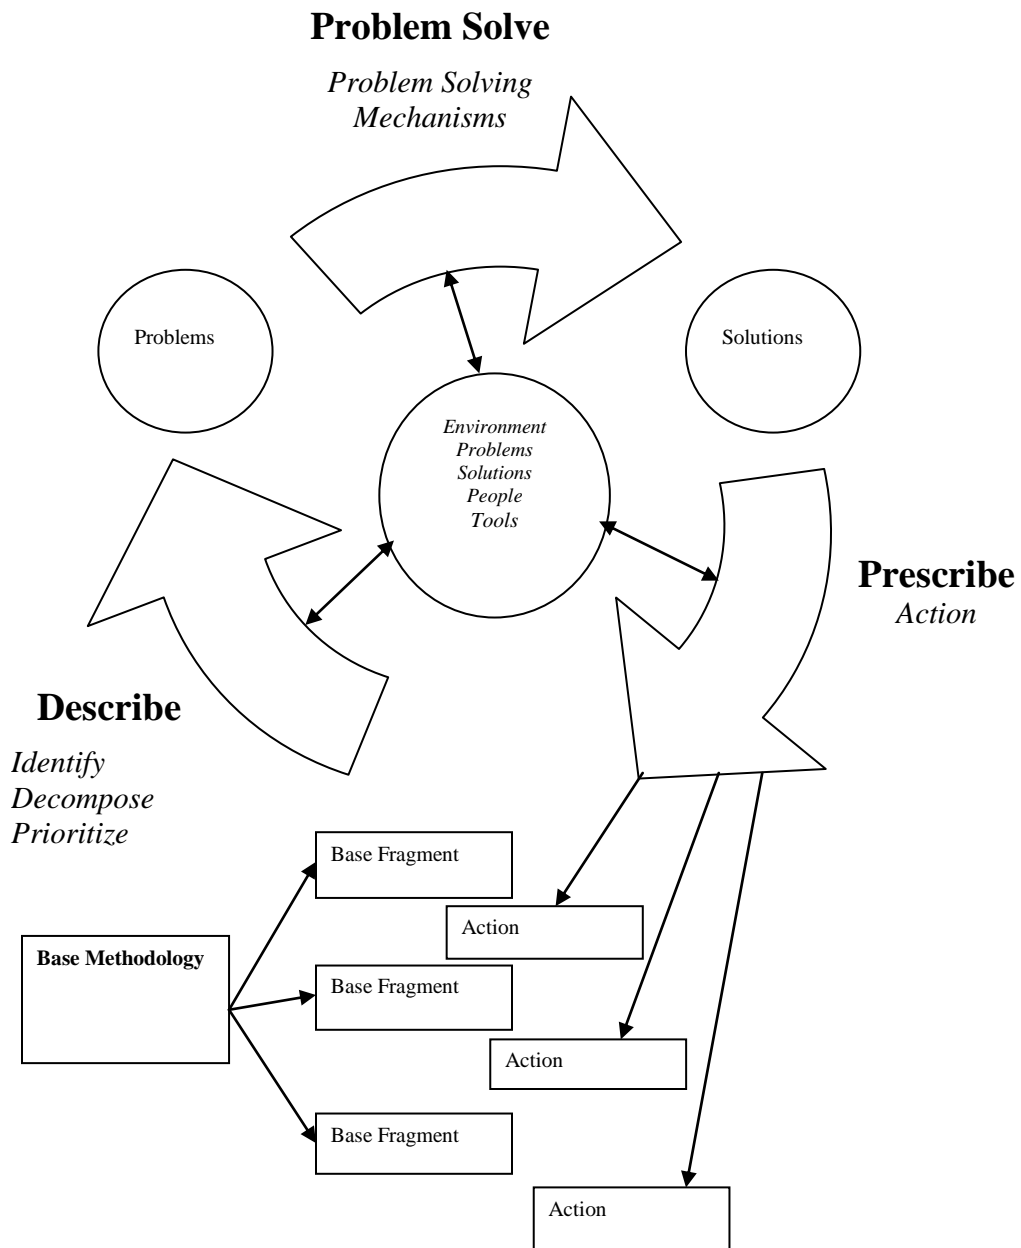 Problem Solve
Problem Solving
Mechanisms
Problems
Solutions
Environment
Problems
Solutions
People
Tools
Prescribe
Action
Describe
Identify
Decompose
Prioritize
Base Fragment
Action
Base Methodology
Base Fragment
Action
Base Fragment
Action